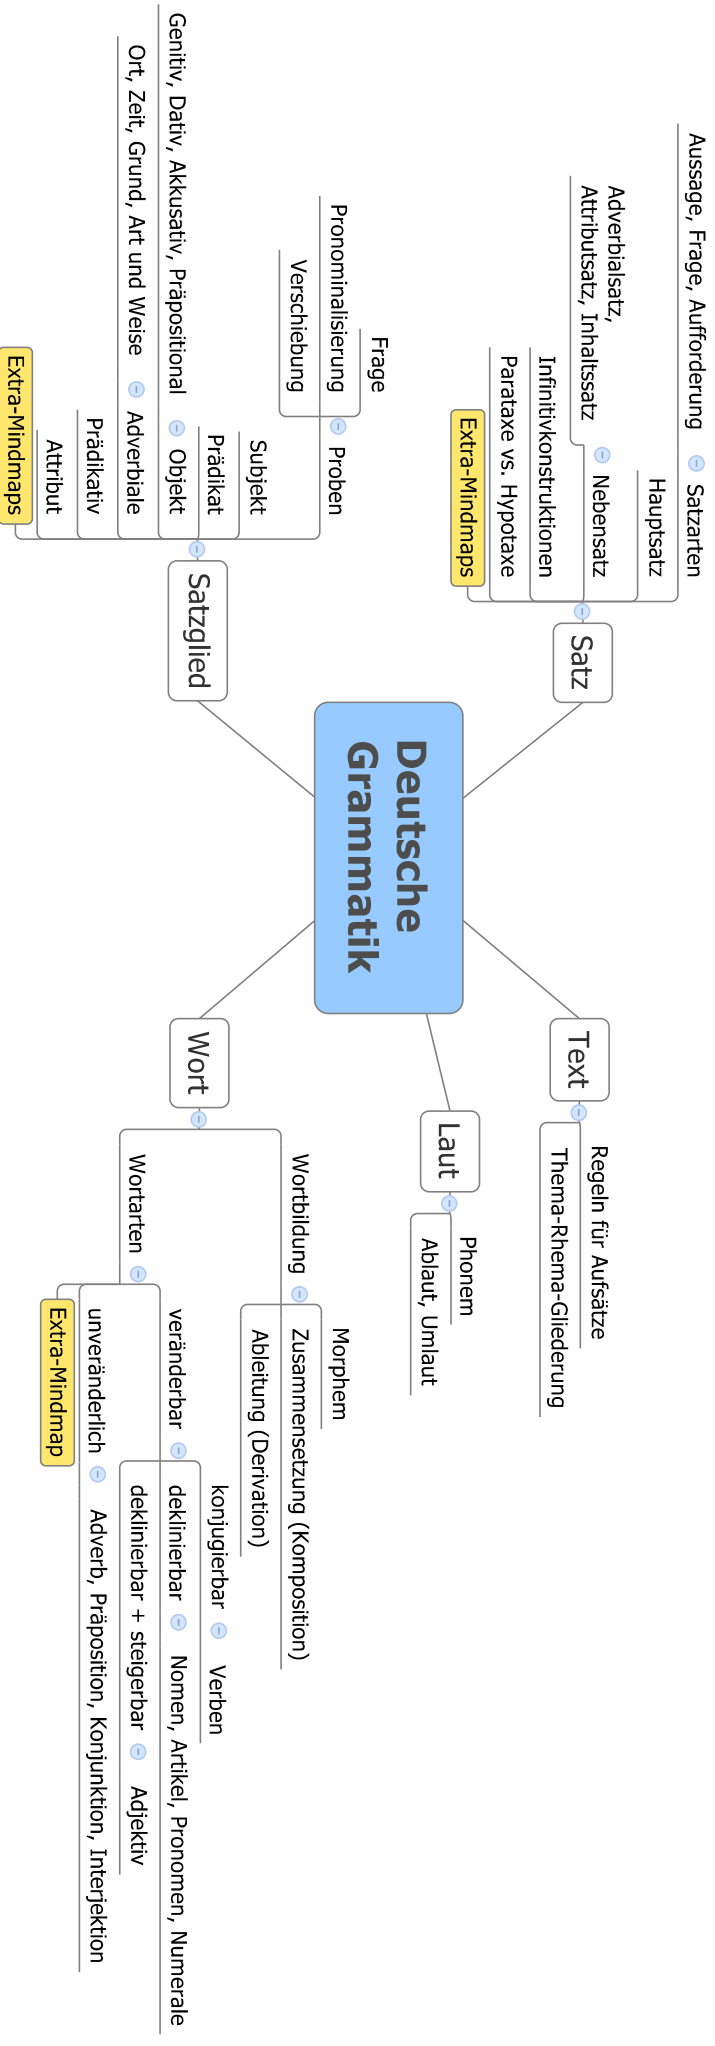 Deutsche
Grammatik
Satz
Aussage, Frage, Aufforderung
Satzarten
Hauptsatz
Adverbialsatz,
Attributsatz, Inhaltssatz
Nebensatz
Infinitivkonstruktionen
Parataxe vs. Hypotaxe
Extra-Mindmaps
Satzglied
Frage
Pronominalisierung
Verschiebung
Proben
Subjekt
Prädikat
Genitiv, Dativ, Akkusativ, Präpositional
Objekt
Ort, Zeit, Grund, Art und Weise
Adverbiale
Prädikativ
Attribut
Extra-Mindmaps
Text
Regeln für Aufsätze
Thema-Rhema-Gliederung
Laut
Phonem
Ablaut, Umlaut
Wort
Wortbildung
Morphem
Zusammensetzung (Komposition)
Ableitung (Derivation)
Wortarten
veränderbar
konjugierbar
Verben
deklinierbar
Nomen, Artikel, Pronomen, Numerale
deklinierbar + steigerbar
Adjektiv
unveränderlich
Adverb, Präposition, Konjunktion, Interjektion
Extra-Mindmap